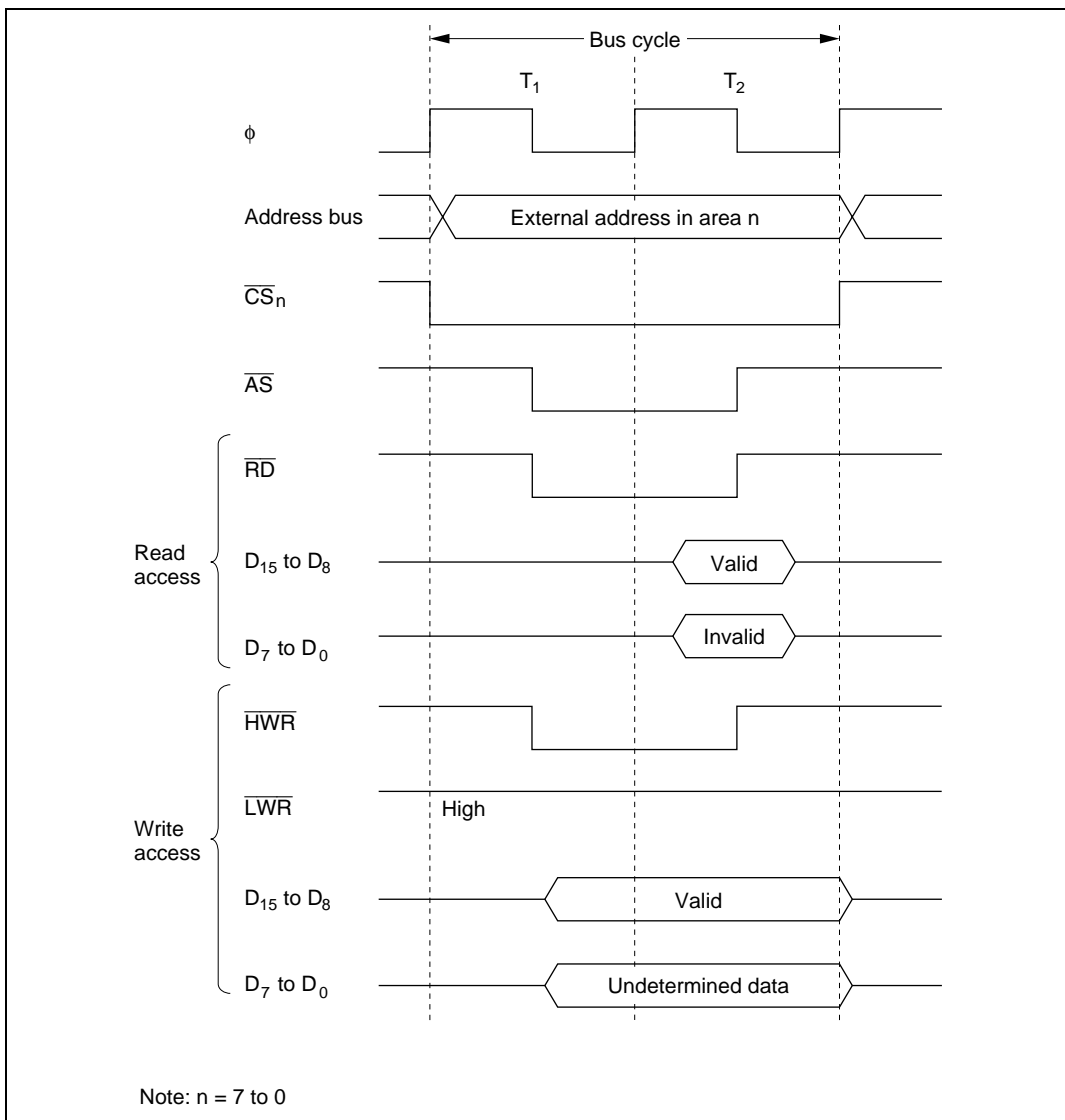 Bus cycle
T1 T2
ϕ
Address bus External address in area n
CSn
AS
RD
Read access
D15 to D8 Valid
D7 to D0 Invalid
HWR
LWR High
Write access
D15 to D8 Valid
D7 to D0 Undetermined data
Note: n = 7 to 0